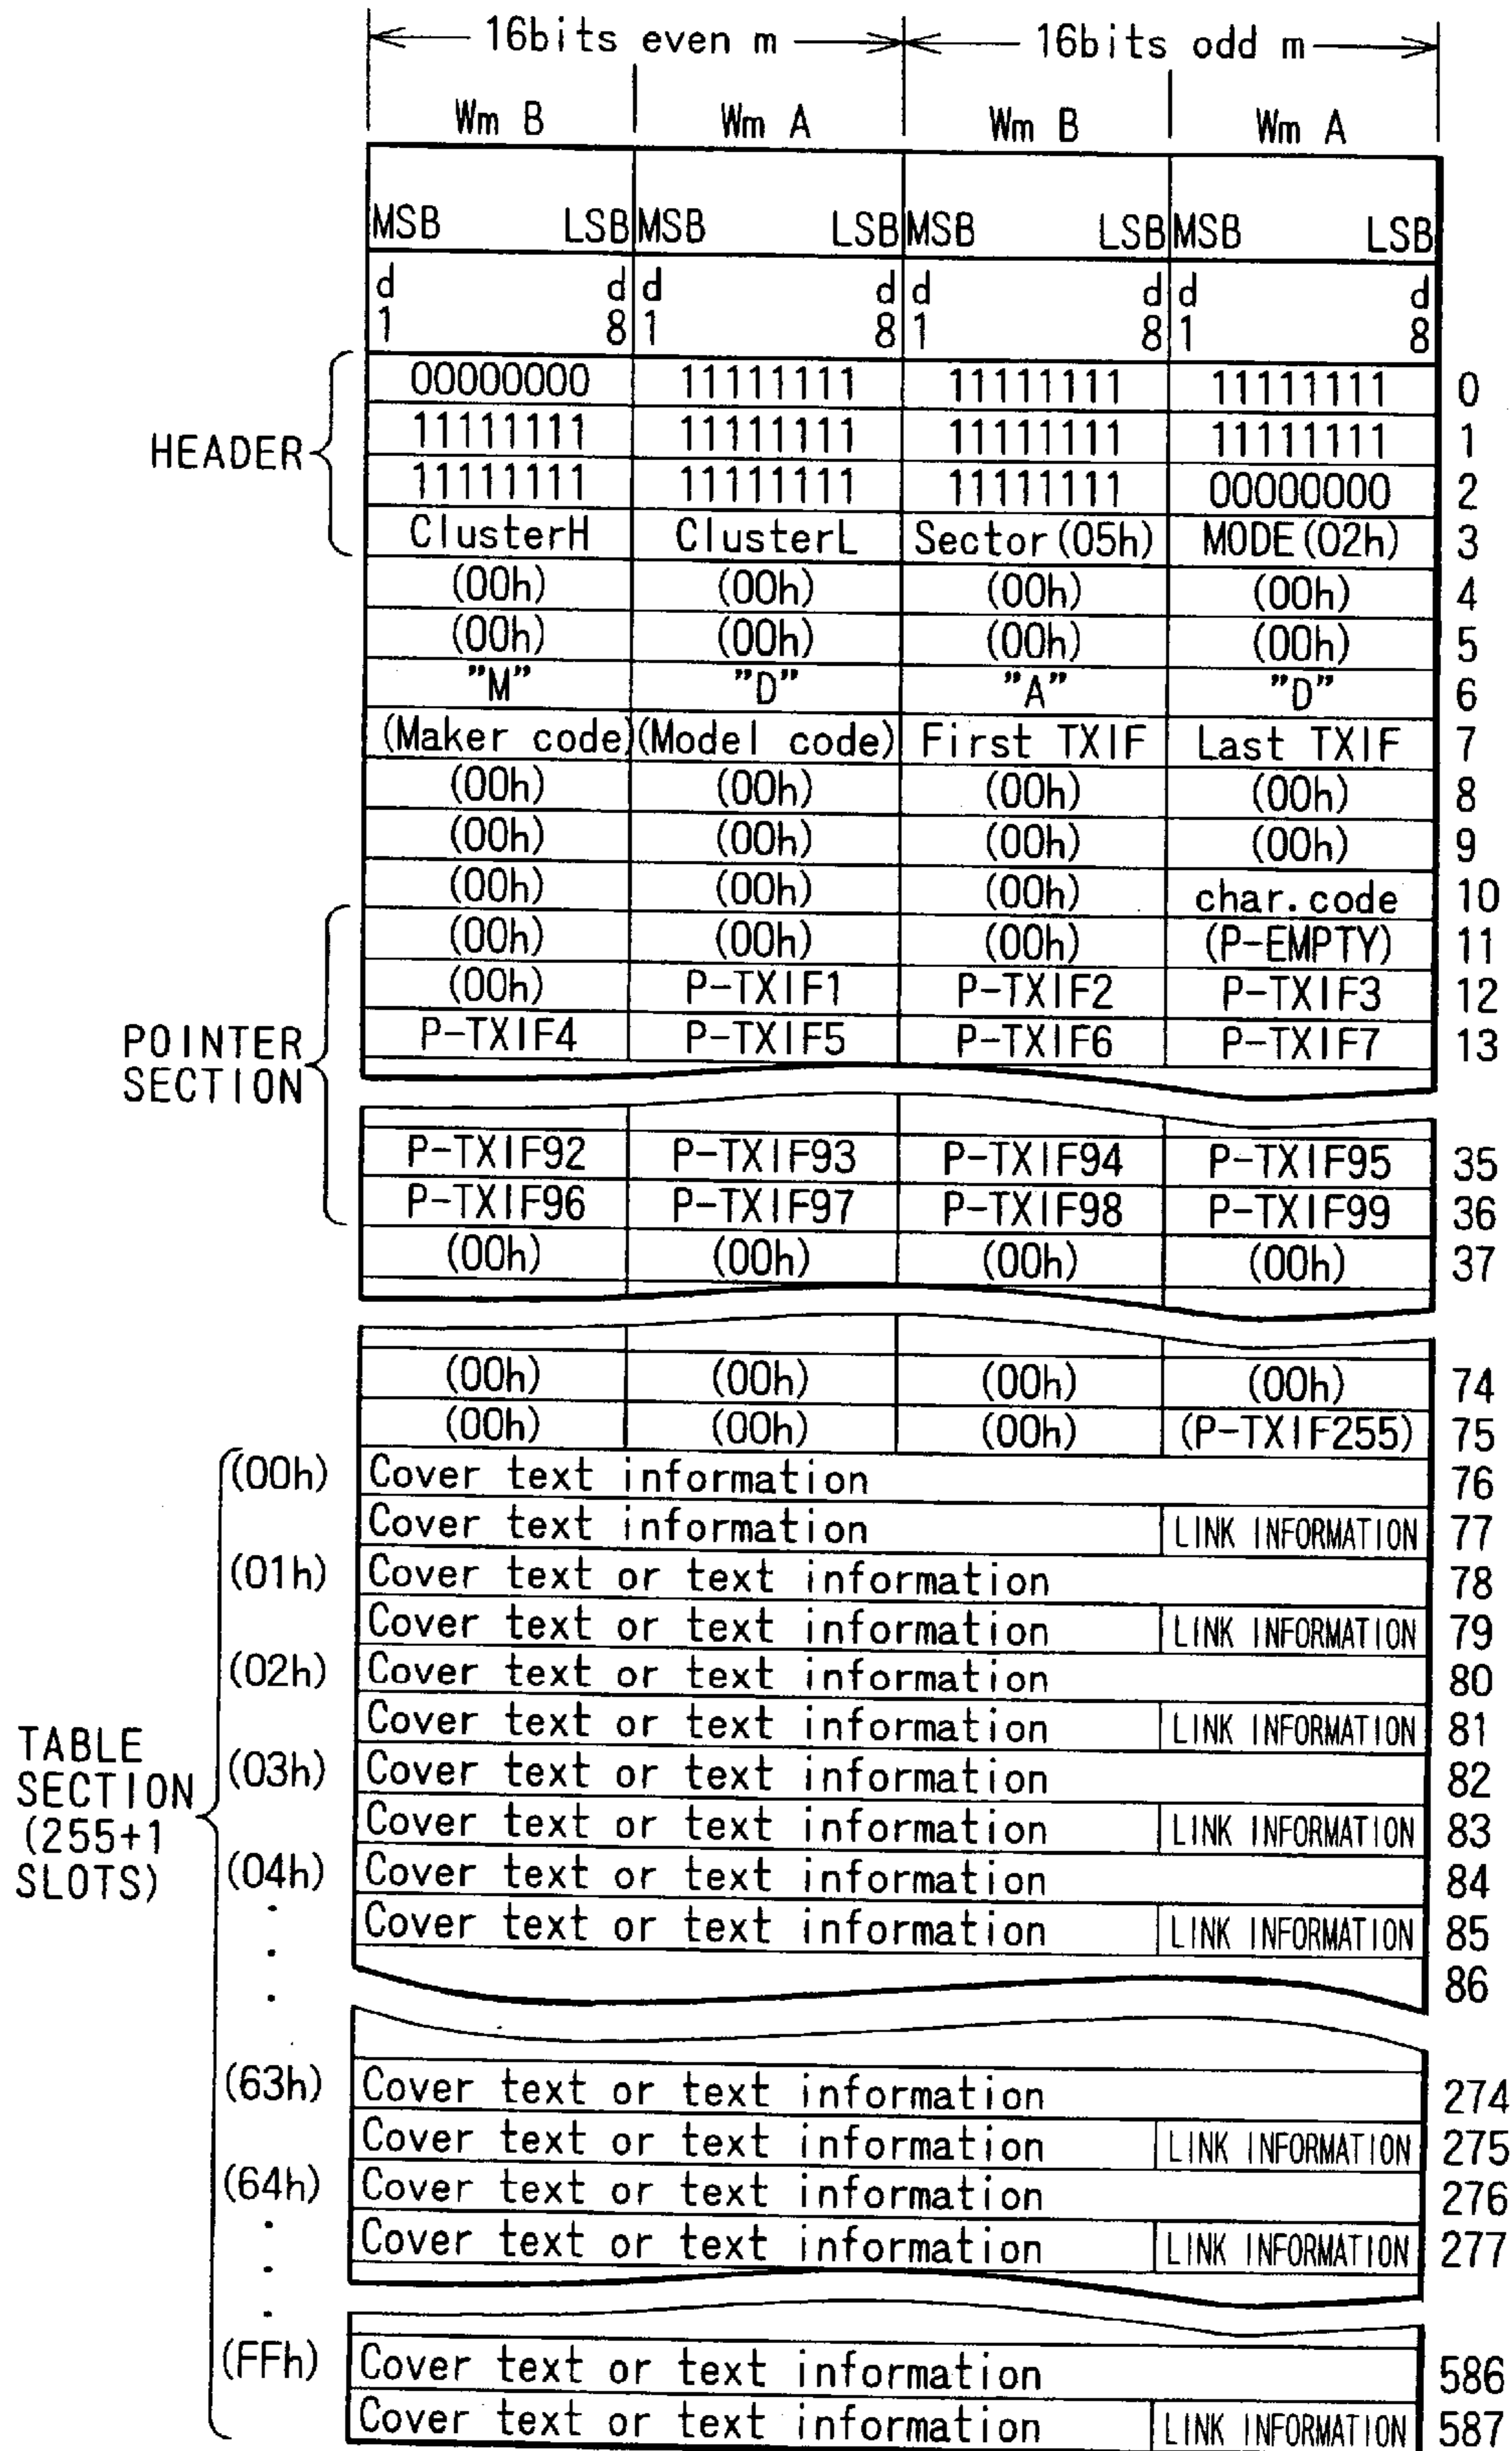 16bits even m 16bits odd m
Wm B Wm A Wm B Wm A
MSB LSB MSB LSB MSB LSB MSB LSB
d d d d d d d d
1 8 1 8 1 8 1 8
00000000 11111111 11111111 11111111 0
HEADER 11111111 11111111 11111111 11111111 1
11111111 11111111 11111111 00000000 2
ClusterH ClusterL Sector(05h) MODE(02h) 3
(00h) (00h) (00h) (00h) 4
(00h) (00h) (00h) (00h) 5
"M" "D" "A" "D" 6
(Maker code) (Model code) First TXIF Last TXIF 7
(00h) (00h) (00h) (00h) 8
(00h) (00h) (00h) (00h) 9
(00h) (00h) (00h) char.code 10
(00h) (00h) (00h) (P-EMPTY) 11
(00h) P-TXIF1 P-TXIF2 P-TXIF3 12
POINTER P-TXIF4 P-TXIF5 P-TXIF6 P-TXIF7 13
SECTION
P-TXIF92 P-TXIF93 P-TXIF94 P-TXIF95 35
P-TXIF96 P-TXIF97 P-TXIF98 P-TXIF99 36
(00h) (00h) (00h) (00h) 37
(00h) (00h) (00h) (00h) 74
(00h) (00h) (00h) (P-TXIF255) 75
(00h) Cover text information 76
Cover text information LINK INFORMATION 77
(01h) Cover text or text information 78
Cover text or text information LINK INFORMATION 79
(02h) Cover text or text information 80
Cover text or text information LINK INFORMATION 81
TABLE
SECTION (03h) Cover text or text information 82
(255+1 Cover text or text information LINK INFORMATION 83
SLOTS) (04h) Cover text or text information 84
Cover text or text information LINK INFORMATION 85
86
(63h) Cover text or text information 274
Cover text or text information LINK INFORMATION 275
(64h) Cover text or text information 276
Cover text or text information LINK INFORMATION 277
(FFh) Cover text or text information 586
Cover text or text information LINK INFORMATION 587